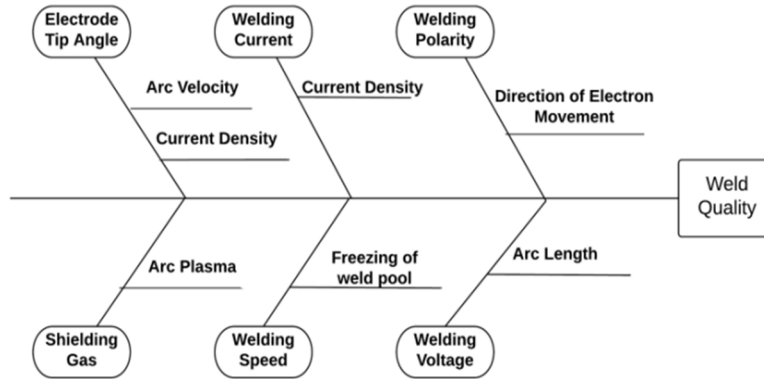 Electrode
Tip Angle
Welding
Current
Welding
Polarity
Arc Velocity
Current Density
Current Density
Direction of Electron
Movement
Weld
Quality
Arc Plasma
Freezing of
weld pool
Arc Length
Shielding
Gas
Welding
Speed
Welding
Voltage